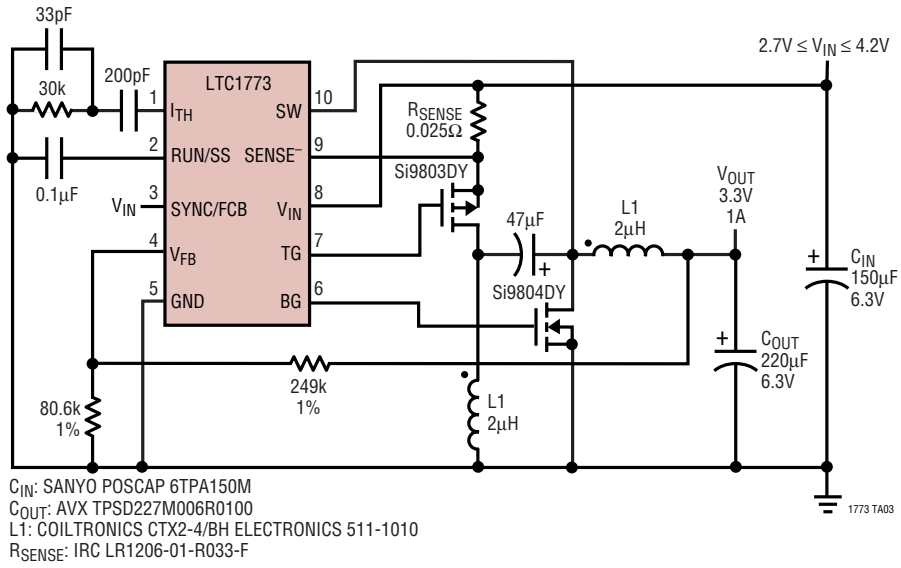 33pF
30k
200pF
0.1µF
LTC1773
1
ITH
2
RUN/SS
3
SYNC/FCB
VIN
4
VFB
5
GND
10
SW
9
SENSE–
8
VIN
7
TG
6
BG
RSENSE
0.025Ω
Si9803DY
47µF
+
Si9804DY
L1
2µH
VOUT
3.3V
1A
2.7V ≤ VIN ≤ 4.2V
+
CIN
150µF
6.3V
+
COUT
220µF
6.3V
249k
1%
80.6k
1%
L1
2µH
CIN: SANYO POSCAP 6TPA150M
COUT: AVX TPSD227M006R0100
L1: COILTRONICS CTX2-4/BH ELECTRONICS 511-1010
RSENSE: IRC LR1206-01-R033-F
1773 TA03